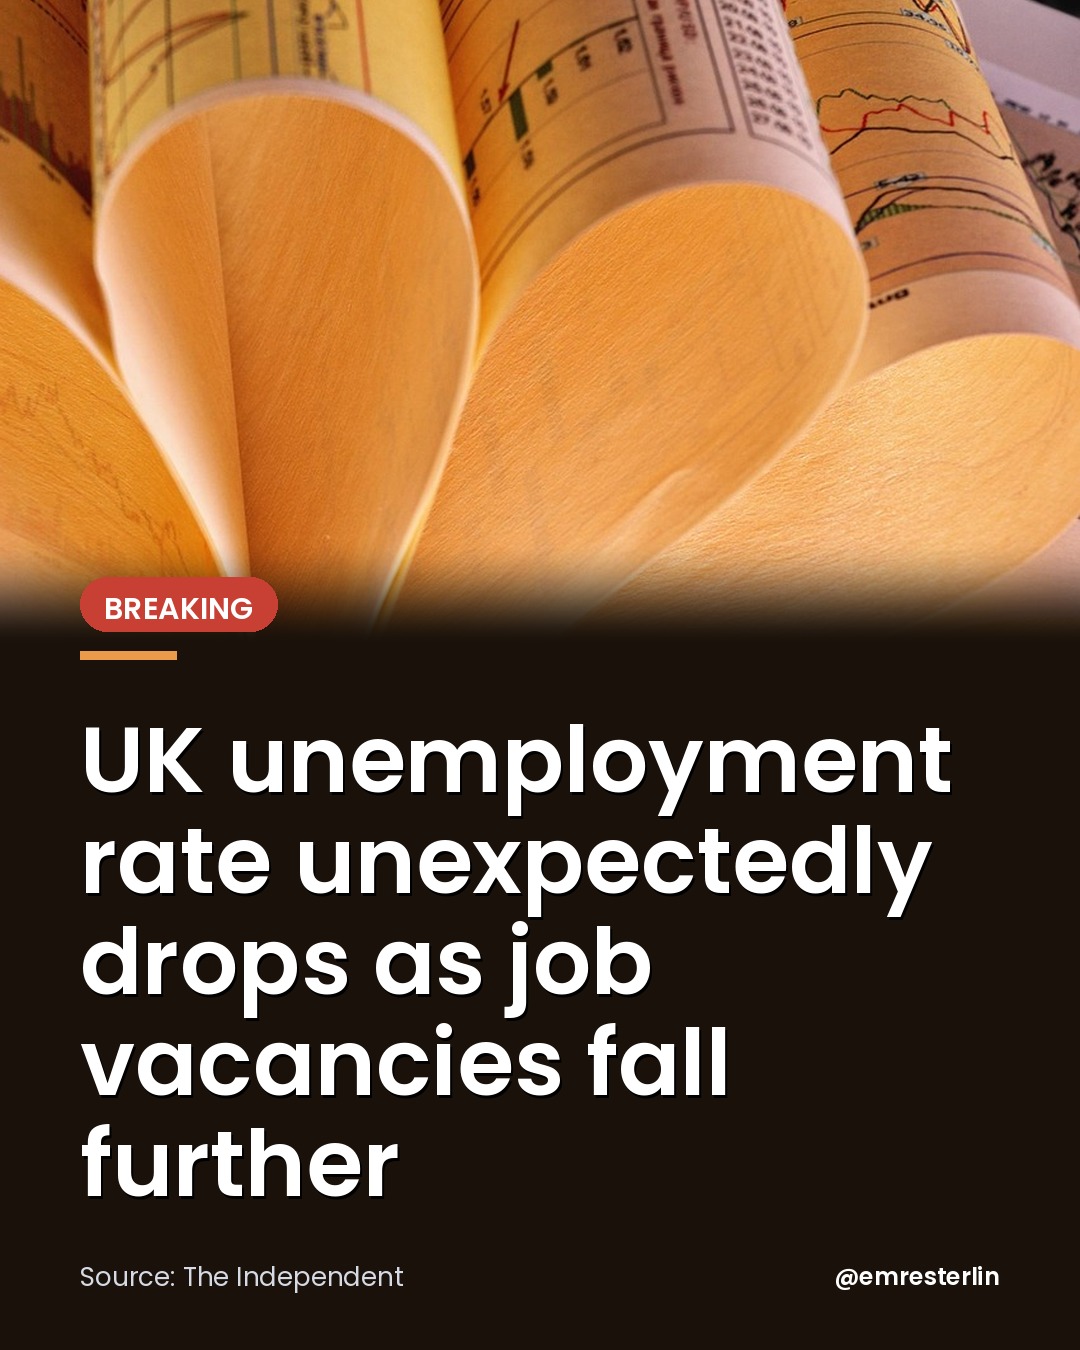 BREAKING
UK unemployment
rate unexpectedly
drops as job
vacancies fall
further
Source: The Independent
@emresterlin